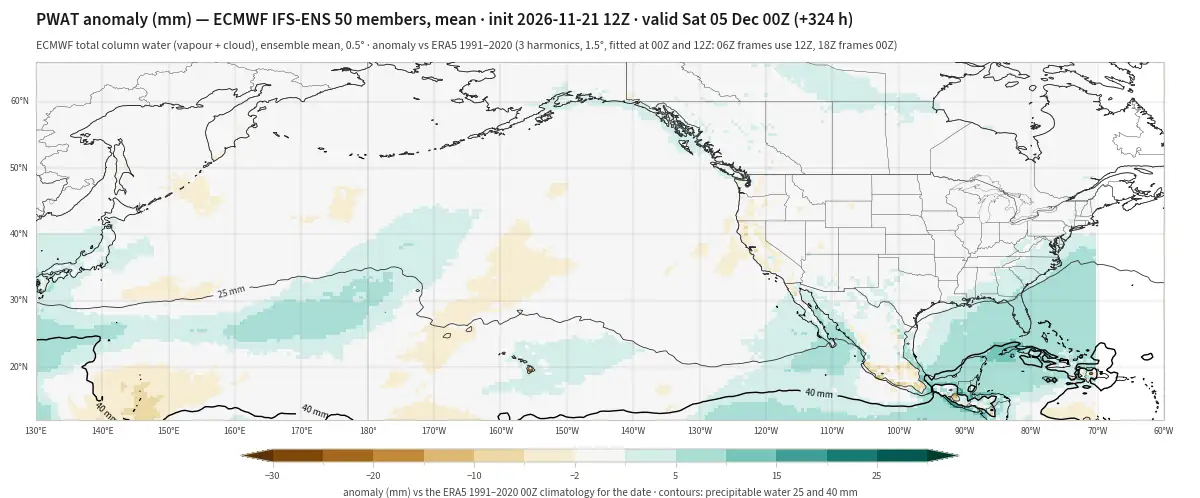 PWAT anomaly (mm) — ECMWF IFS-ENS 50 members, mean · init 2026-11-21 12Z · valid Sat 05 Dec 00Z (+324 h)
ECMWF total column water (vapour + cloud), ensemble mean, 0.5° · anomaly vs ERA5 1991–2020 (3 harmonics, 1.5°, fitted at 00Z and 12Z: 06Z frames use 12Z, 18Z frames 00Z)
60°N
50°N
40°N
30°N
20°N
25 mm
40 mm
40 mm
40 mm
130°E 140°E 150°E 160°E 170°E 180° 170°W 160°W 150°W 140°W 130°W 120°W 110°W 100°W 90°W 80°W 70°W 60°W
−30 −20 −10 −2 5 15 25
anomaly (mm) vs the ERA5 1991–2020 00Z climatology for the date · contours: precipitable water 25 and 40 mm